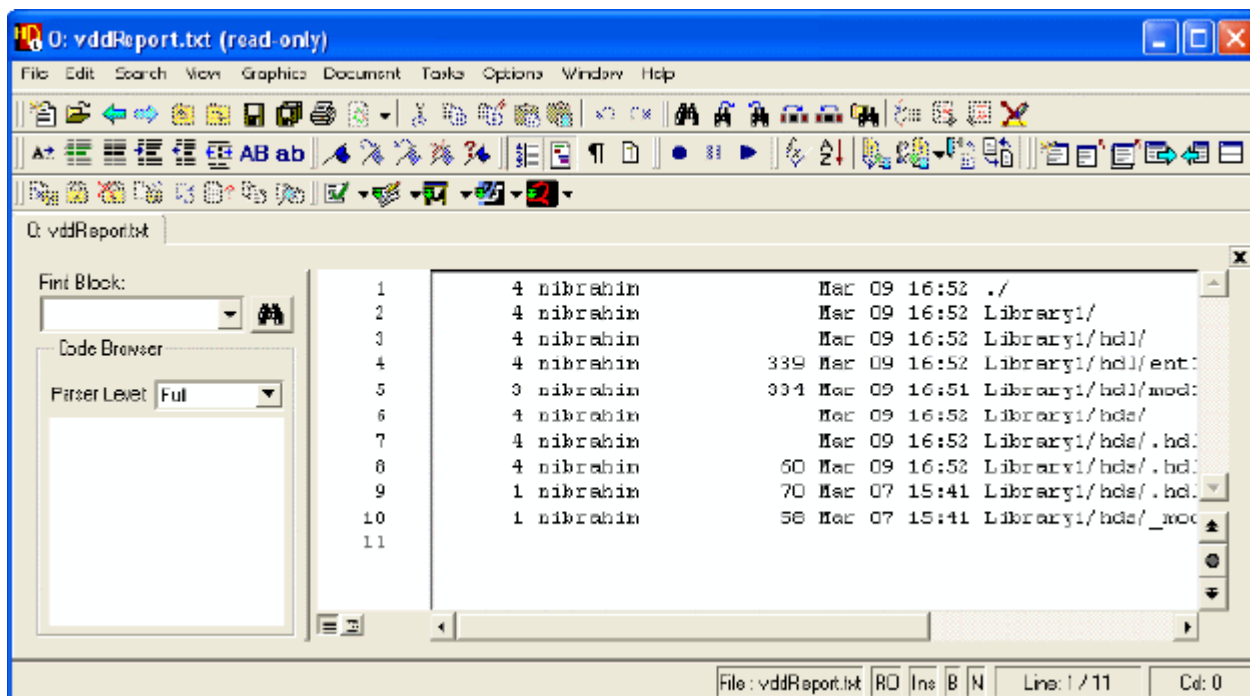 O: vddReport.txt (read-only)
File Edit Search View Graphics Document Tasks Options Window Help
AB ab
O: vddReport.txt
Find Block:
Code Browser
Parser Level: Full
1 4 nibrahim Mar 09 16:52 ./
2 4 nibrahim Mar 09 16:52 Library1/
3 4 nibrahim Mar 09 16:52 Library1/hdl/
4 4 nibrahim 339 Mar 09 16:52 Library1/hdl/ent1
5 3 nibrahim 334 Mar 09 16:51 Library1/hdl/mod1
6 4 nibrahim Mar 09 16:52 Library1/hds/
7 4 nibrahim Mar 09 16:52 Library1/hds/.hdl
8 4 nibrahim 60 Mar 09 16:52 Library1/hds/.hdl
9 1 nibrahim 70 Mar 07 15:41 Library1/hds/.hdl
10 1 nibrahim 58 Mar 07 15:41 Library1/hds/_mod
11
File : vddReport.txt RO Ins B N Line: 1 / 11 Col: 0